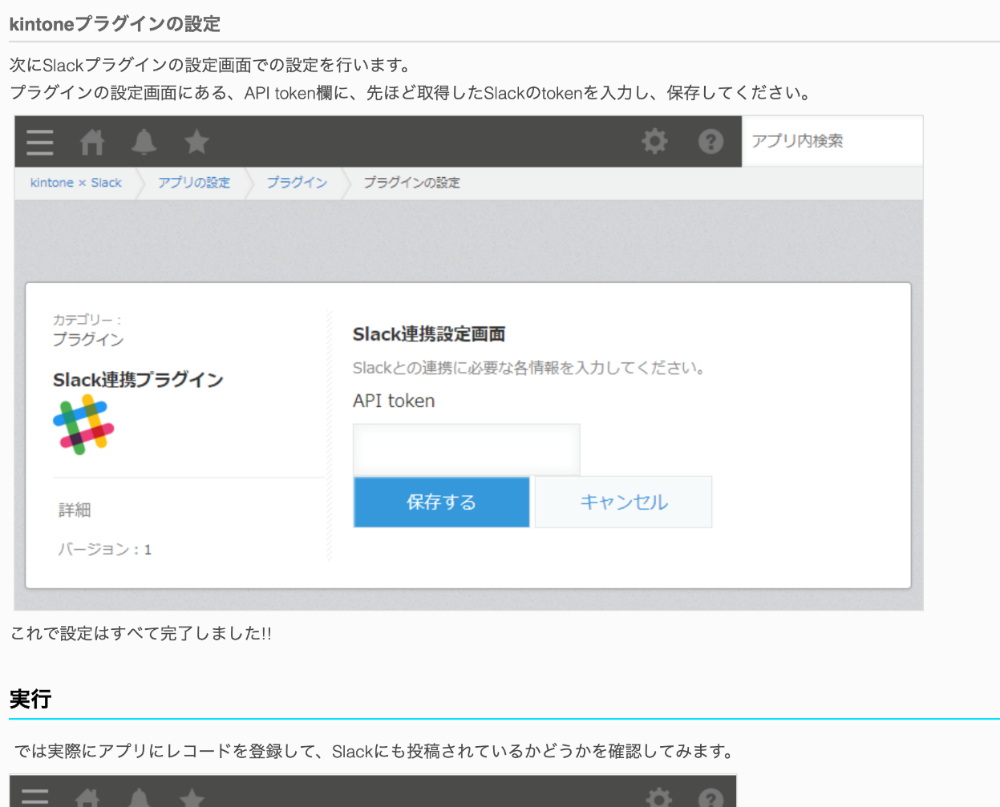 kintoneプラグインの設定
次にSlackプラグインの設定画面での設定を行います。
プラグインの設定画面にある、API token欄に、先ほど取得したSlackのtokenを入力し、保存してください。
アプリ内検索
kintone × Slack アプリの設定 プラグイン プラグインの設定
カテゴリー：
プラグイン
Slack連携プラグイン
詳細
バージョン：1
Slack連携設定画面
Slackとの連携に必要な各情報を入力してください。
API token
保存する キャンセル
これで設定はすべて完了しました!!
実行
では実際にアプリにレコードを登録して、Slackにも投稿されているかどうかを確認してみます。